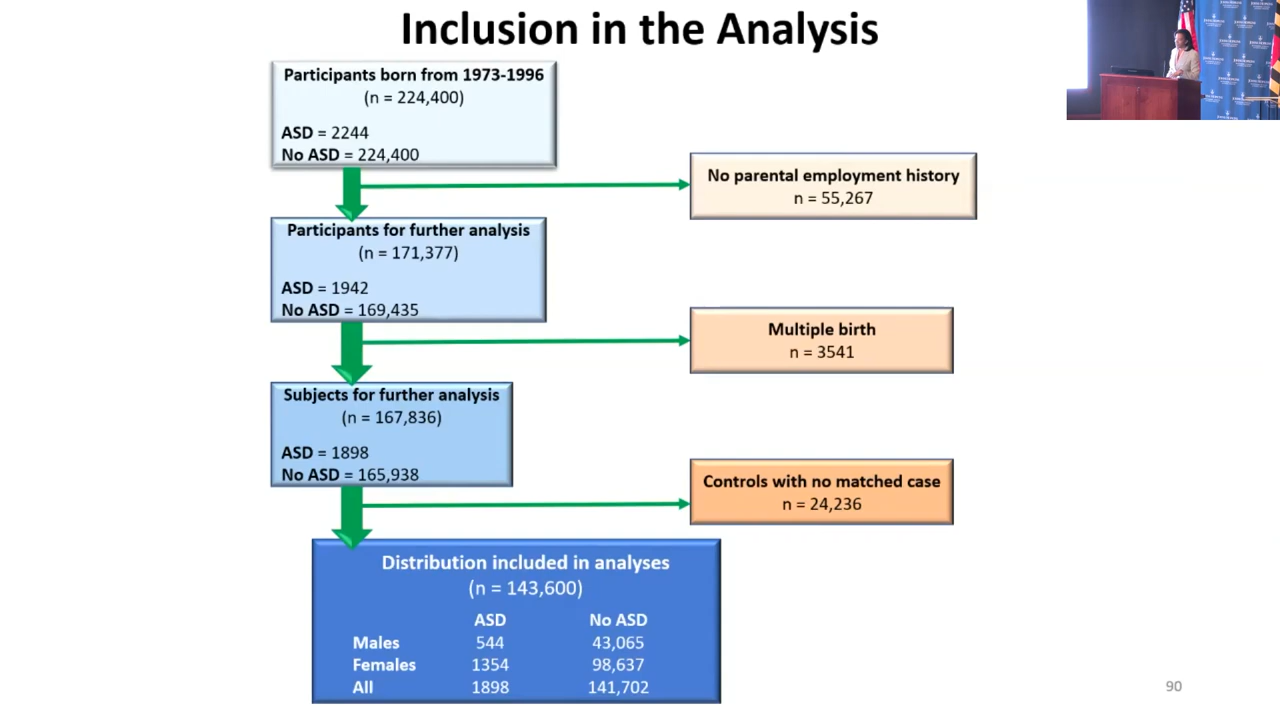 Inclusion in the Analysis
Participants born from 1973-1996
(n = 224,400)
ASD = 2244
No ASD = 224,400
No parental employment history
n = 55,267
Participants for further analysis
(n = 171,377)
ASD = 1942
No ASD = 169,435
Multiple birth
n = 3541
Subjects for further analysis
(n = 167,836)
ASD = 1898
No ASD = 165,938
Controls with no matched case
n = 24,236
Distribution included in analyses
(n = 143,600)
ASD No ASD
Males 544 43,065
Females 1354 98,637
All 1898 141,702
90